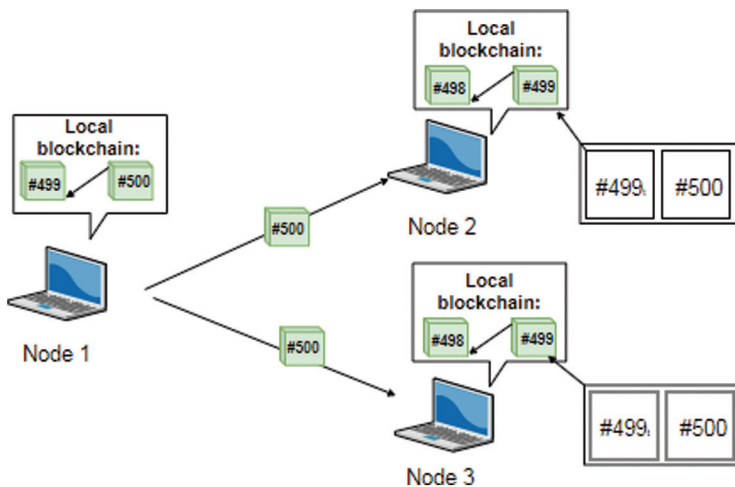 Local
blockchain:
#499
#500
Node 1
#500
#500
Local
blockchain:
#498
#499
Node 2
#499
#500
Local
blockchain:
#498
#499
Node 3
#499
#500